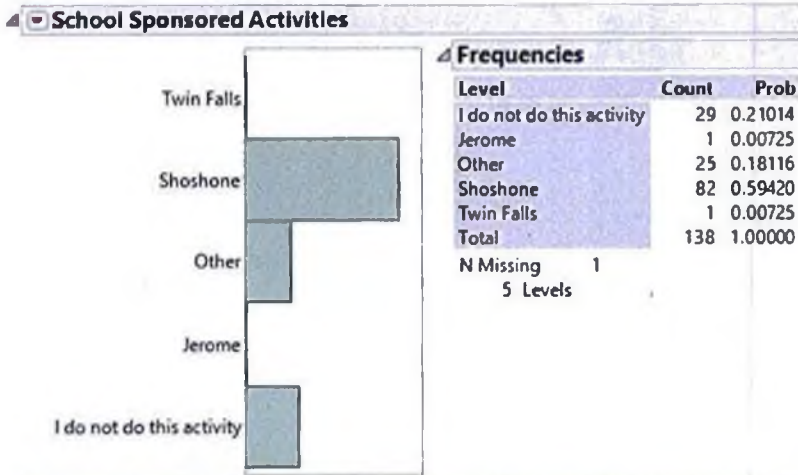 School Sponsored Activities
Twin Falls
Shoshone
Other
Jerome
I do not do this activity
Frequencies
Level Count Prob
I do not do this activity 29 0.21014
Jerome 1 0.00725
Other 25 0.18116
Shoshone 82 0.59420
Twin Falls 1 0.00725
Total 138 1.00000
N Missing 1
5 Levels